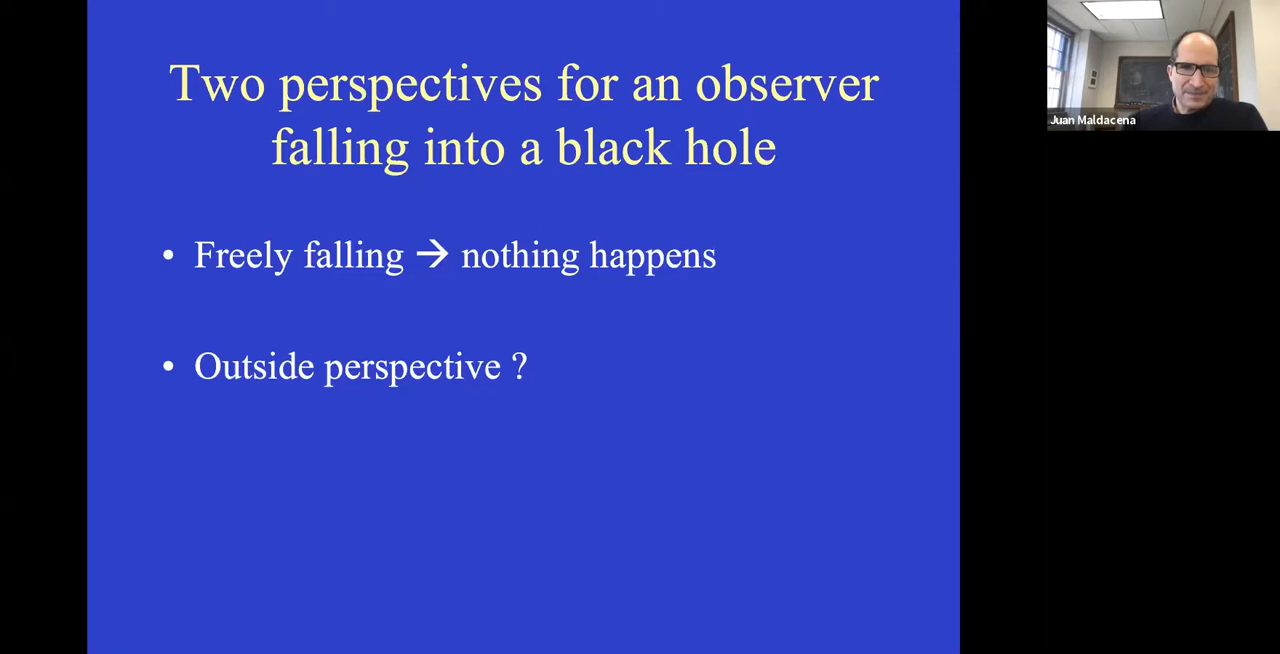 Two perspectives for an observer
falling into a black hole
• Freely falling → nothing happens
• Outside perspective ?
Juan Maldacena